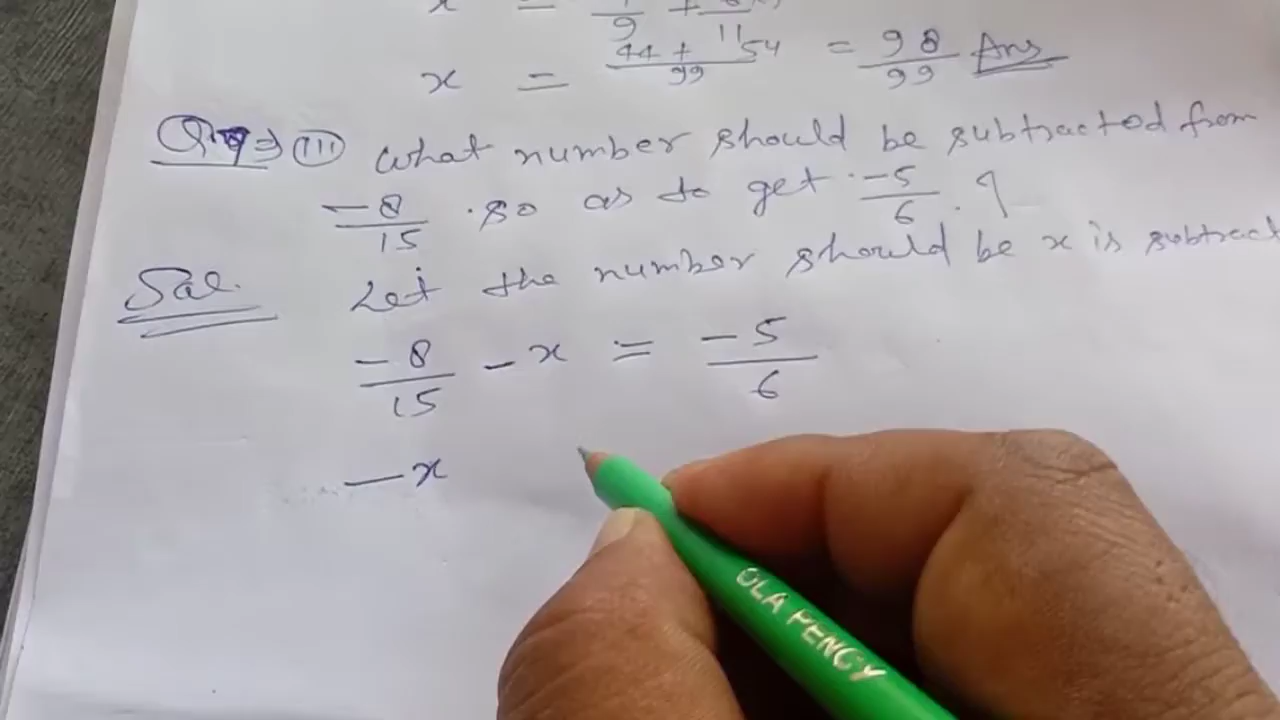 x = 
x = 44 + 54 / 99 = 98/99 Ans
(III) What number should be subtracted from
-8/15 so as to get -5/6 ?
Sol. Let the number should be x is subtract
-8/15 - x = -5/6
-x
OLA FENCY